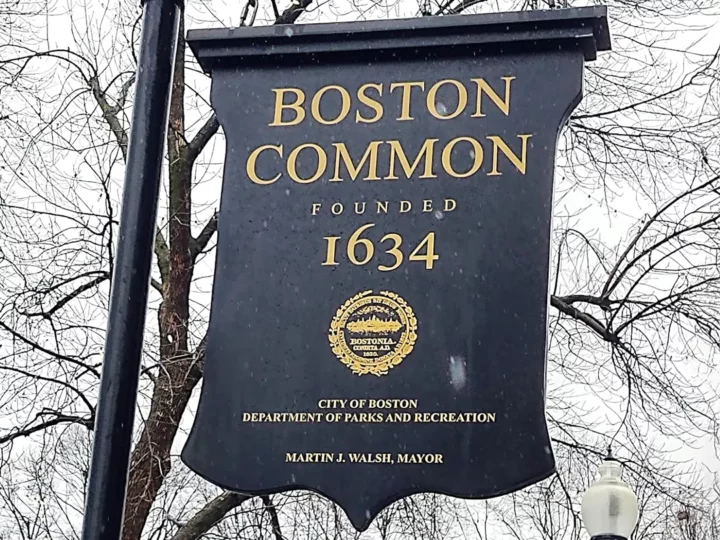 BOSTON
COMMON
FOUNDED
1634
BOSTONIA.
CONDITA A.D.
1630.
CITY OF BOSTON
DEPARTMENT OF PARKS AND RECREATION
MARTIN J. WALSH, MAYOR